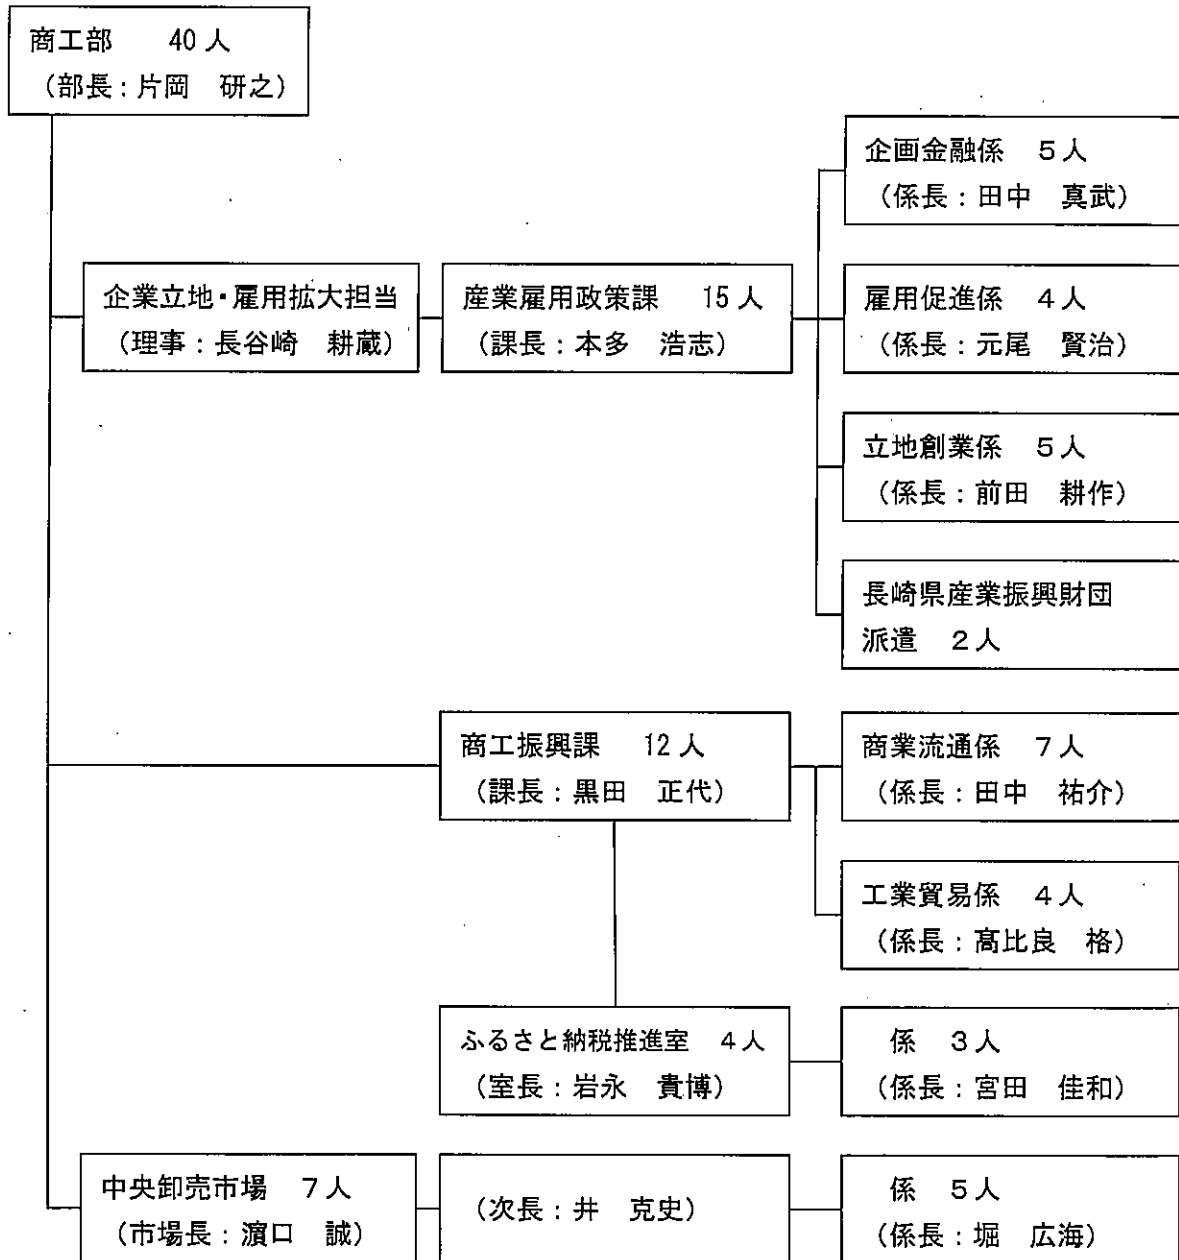 商工部　40人
（部長：片岡　研之）
企画金融係　5人
（係長：田中　真武）
企業立地・雇用拡大担当
（理事：長谷崎　耕蔵）
産業雇用政策課　15人
（課長：本多　浩志）
雇用促進係　4人
（係長：元尾　賢治）
立地創業係　5人
（係長：前田　耕作）
長崎県産業振興財団
派遣　2人
商工振興課　12人
（課長：黒田　正代）
商業流通係　7人
（係長：田中　祐介）
工業貿易係　4人
（係長：髙比良　格）
ふるさと納税推進室　4人
（室長：岩永　貴博）
係　3人
（係長：宮田　佳和）
中央卸売市場　7人
（市場長：濵口　誠）
（次長：井　克史）
係　5人
（係長：堀　広海）